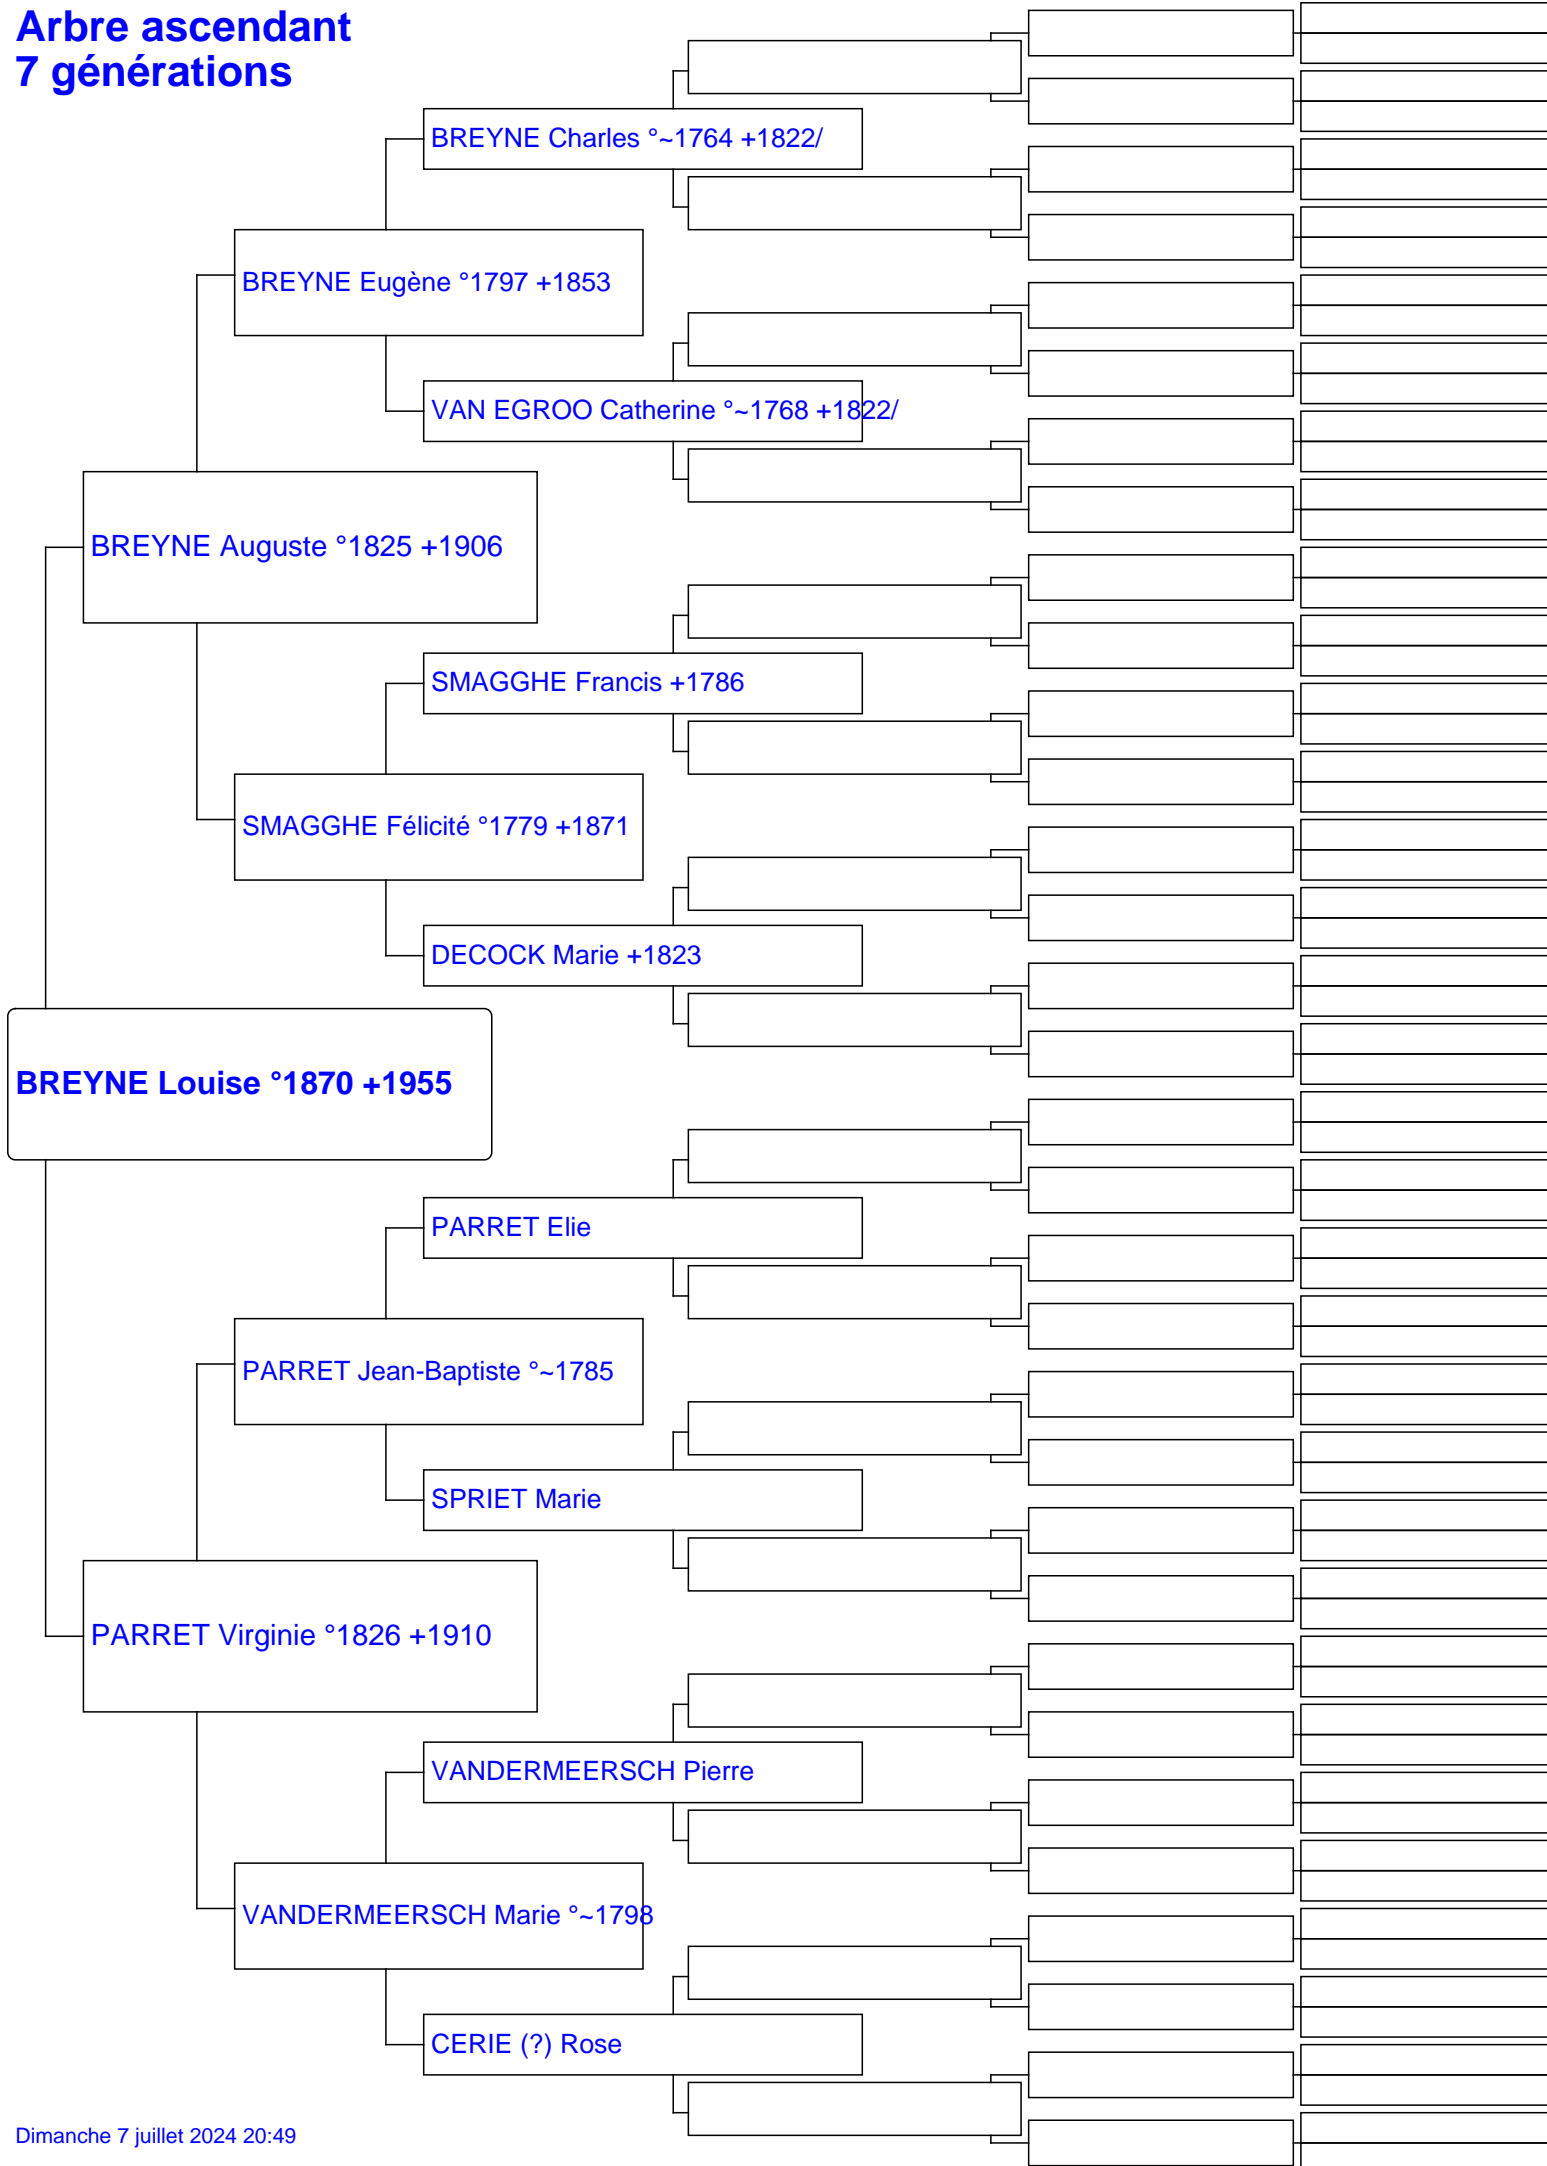 Arbre ascendant
7 générations
BREYNE Charles °~1764 +1822/
BREYNE Eugène °1797 +1853
VAN EGROO Catherine °~1768 +1822/
BREYNE Auguste °1825 +1906
SMAGGHE Francis +1786
SMAGGHE Félicité °1779 +1871
DECOCK Marie +1823
BREYNE Louise °1870 +1955
PARRET Elie
PARRET Jean-Baptiste °~1785
SPRIET Marie
PARRET Virginie °1826 +1910
VANDERMEERSCH Pierre
VANDERMEERSCH Marie °~1798
CERIE (?) Rose
Dimanche 7 juillet 2024 20:49